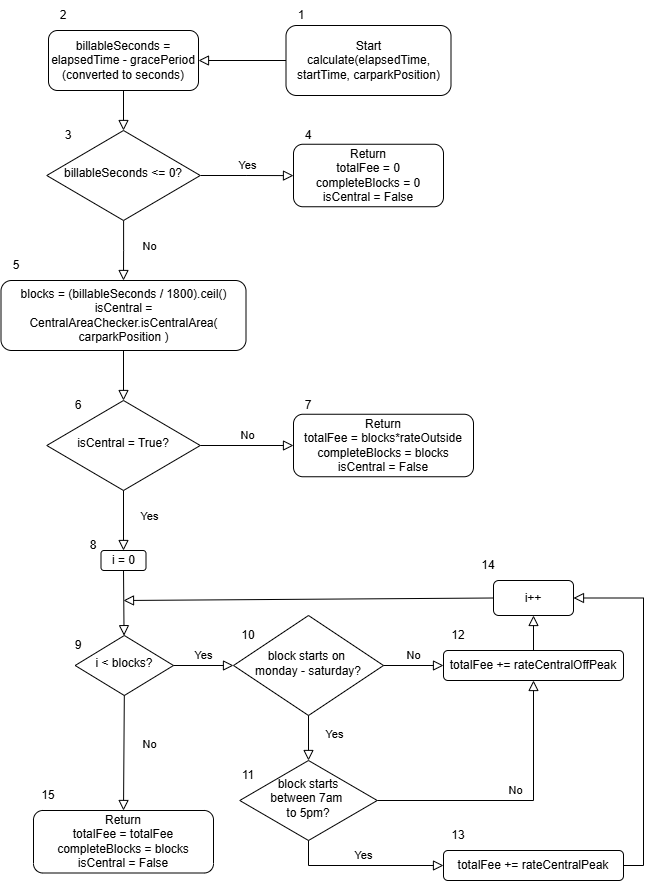 2
1
billableSeconds =
elapsedTime - gracePeriod
(converted to seconds)
Start
calculate(elapsedTime,
startTime, carparkPosition)
3
4
billableSeconds <= 0?
Yes
Return
totalFee = 0
completeBlocks = 0
isCentral = False
No
5
blocks = (billableSeconds / 1800).ceil()
isCentral =
CentralAreaChecker.isCentralArea(
carparkPosition )
6
7
isCentral = True?
No
Return
totalFee = blocks*rateOutside
completeBlocks = blocks
isCentral = False
Yes
8
i = 0
14
i++
9
i < blocks?
Yes
10
block starts on
monday - saturday?
No
12
totalFee += rateCentralOffPeak
Yes
No
11
block starts
between 7am
to 5pm?
No
Yes
13
totalFee += rateCentralPeak
15
Return
totalFee = totalFee
completeBlocks = blocks
isCentral = False